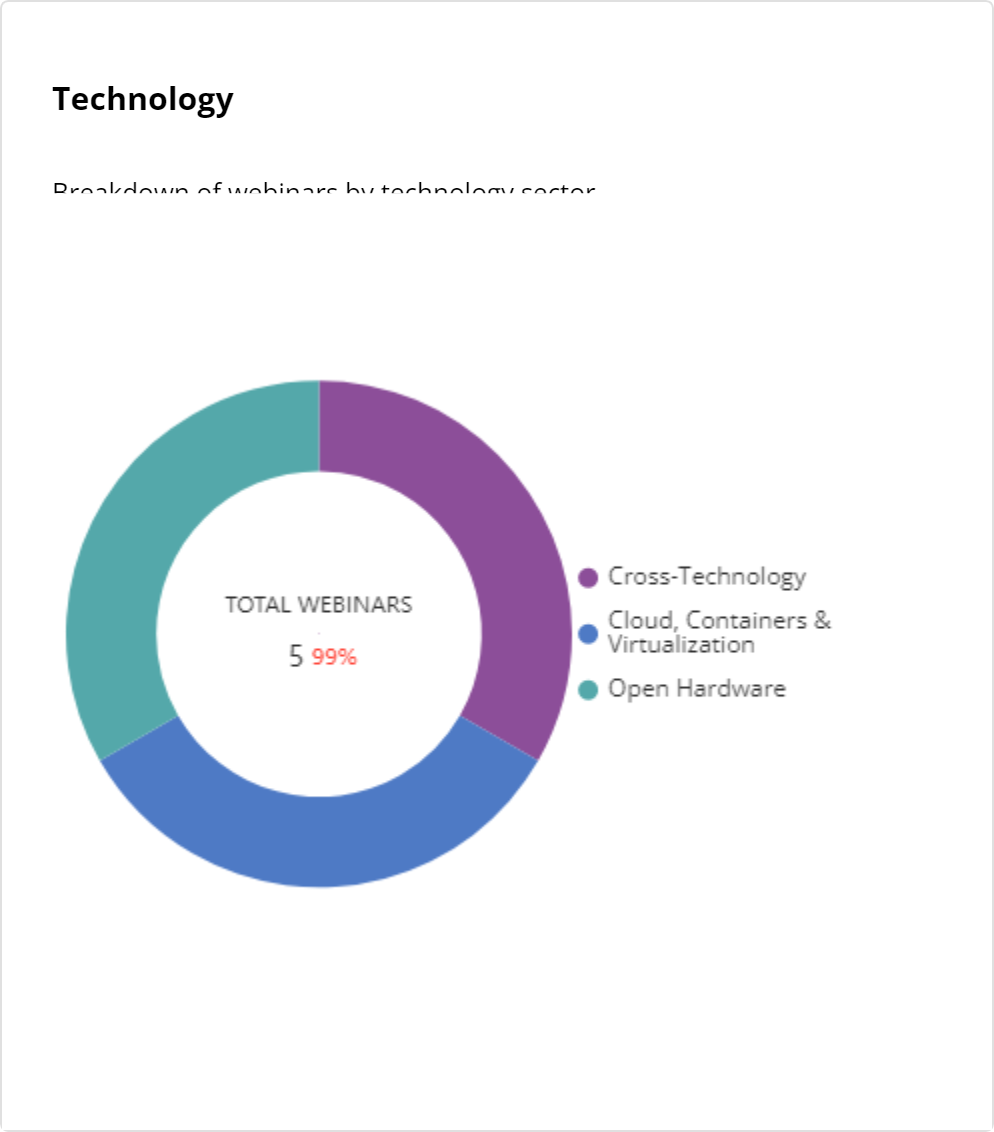 Technology
Breakdown of webinars by technology sector
TOTAL WEBINARS
5 99%
Cross-Technology
Cloud, Containers &
Virtualization
Open Hardware